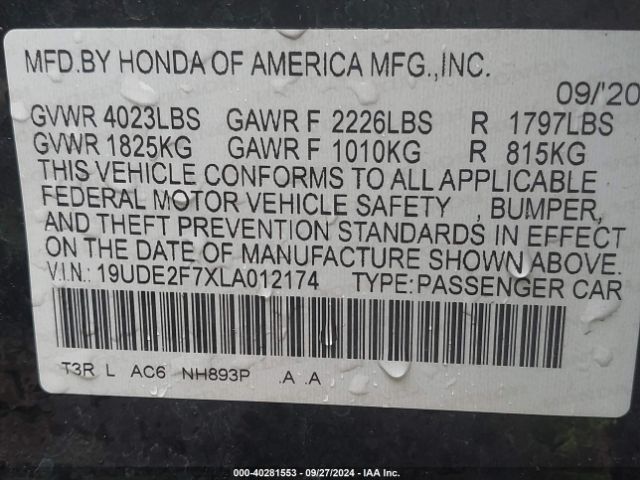 MFD.BY HONDA OF AMERICA MFG.,INC.
09/'20
GVWR 4023LBS GAWR F 2226LBS R 1797LBS
GVWR 1825KG GAWR F 1010KG R 815KG
THIS VEHICLE CONFORMS TO ALL APPLICABLE
FEDERAL MOTOR VEHICLE SAFETY , BUMPER,
AND THEFT PREVENTION STANDARDS IN EFFECT
ON THE DATE OF MANUFACTURE SHOWN ABOVE.
V.I.N.: 19UDE2F7XLA012174 TYPE:PASSENGER CAR
T3R L AC6 NH893P .A .A
000-40281553 — 09/27/2024 — IAA Inc.